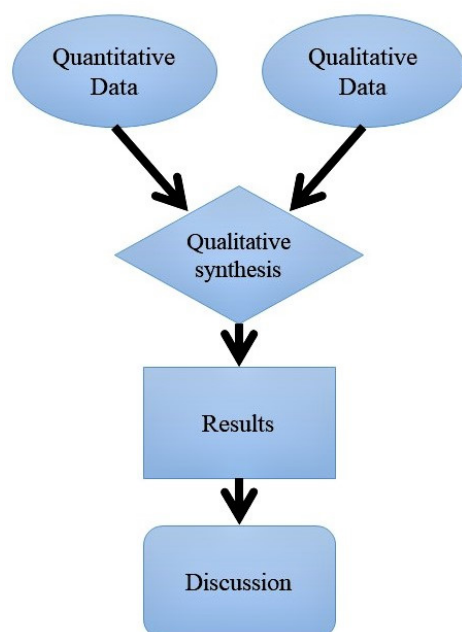 Quantitative
Data
Qualitative
Data
Qualitative
synthesis
Results
Discussion